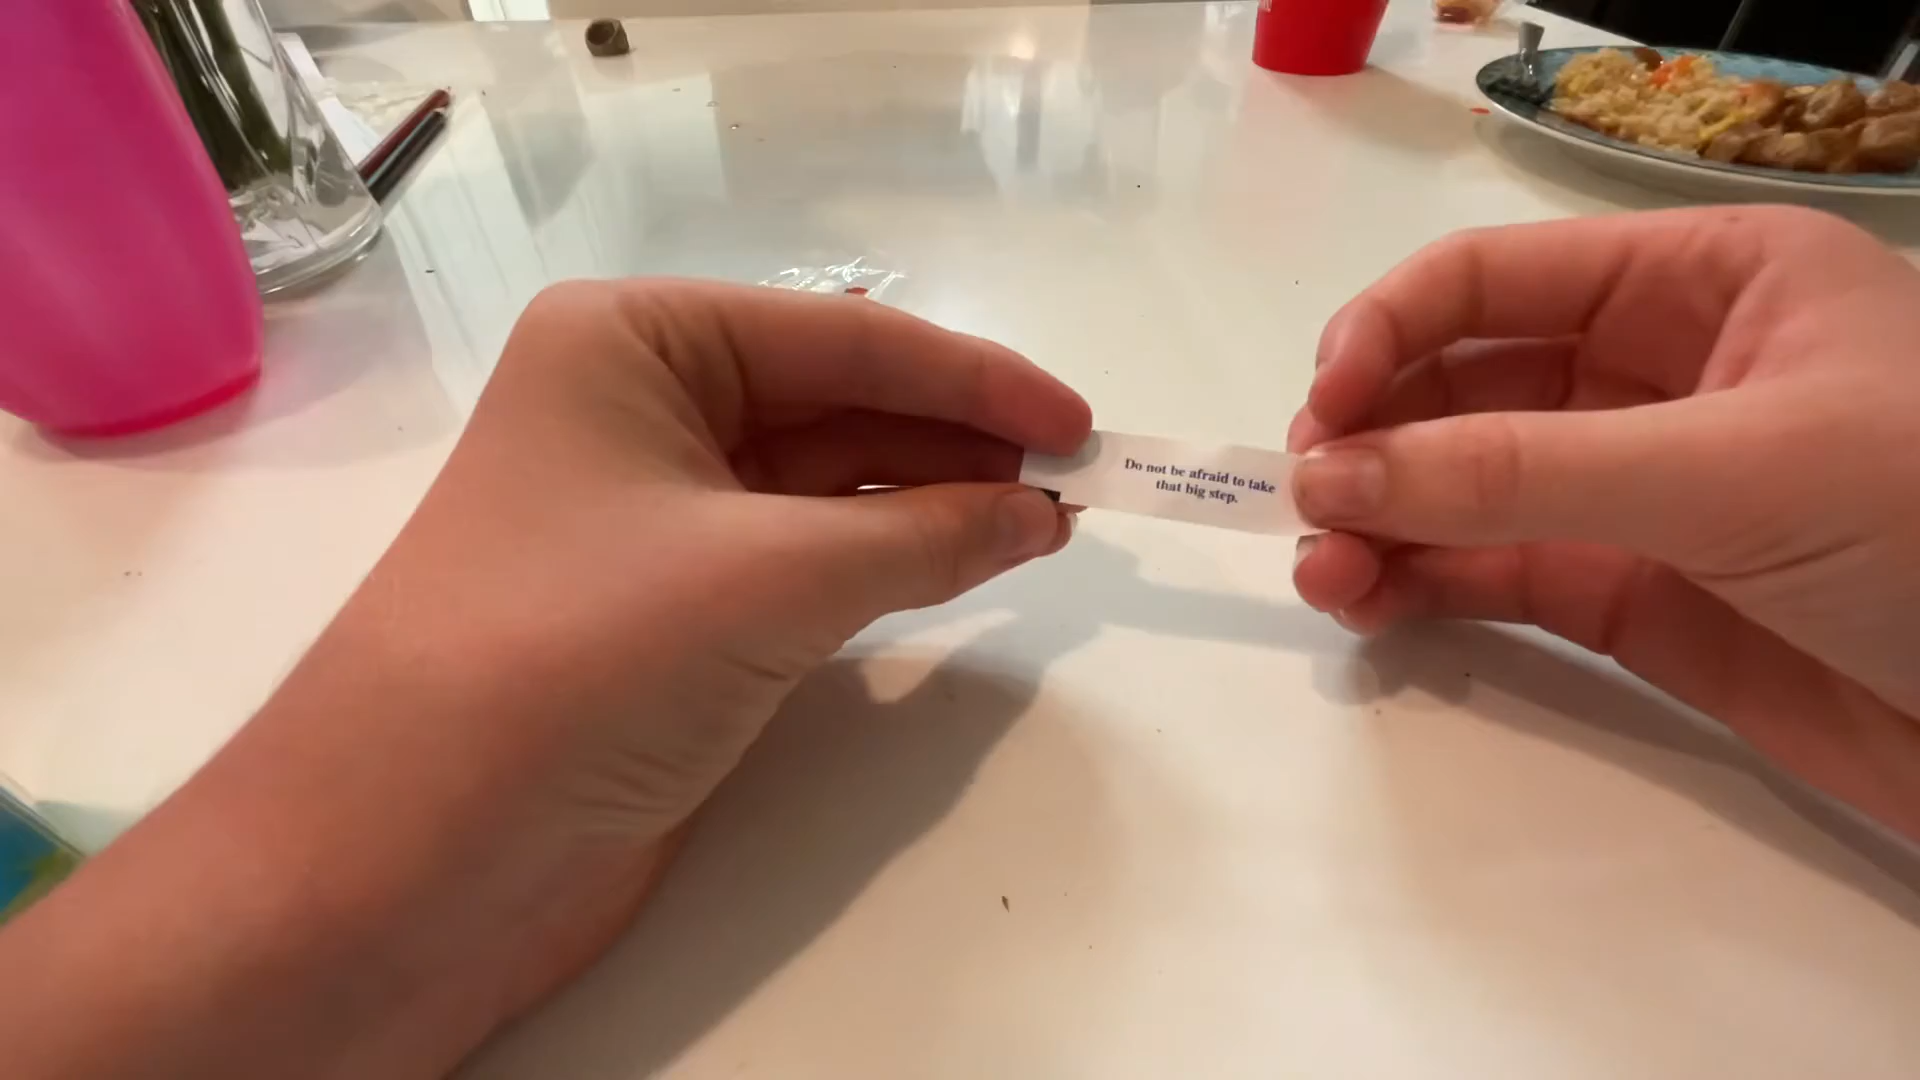 Do not be afraid to take
that big step.